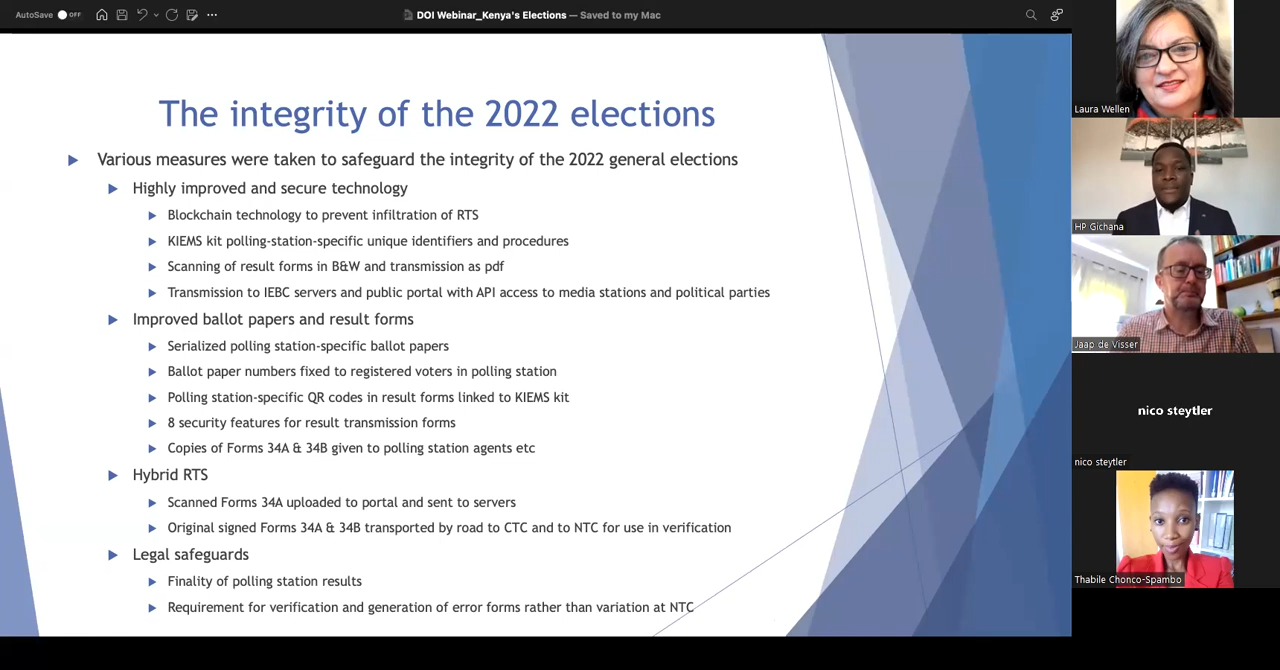 AutoSave OFF
DOI Webinar_Kenya's Elections — Saved to my Mac
The integrity of the 2022 elections
Various measures were taken to safeguard the integrity of the 2022 general elections
Highly improved and secure technology
Blockchain technology to prevent infiltration of RTS
KIEMS kit polling-station-specific unique identifiers and procedures
Scanning of result forms in B&W and transmission as pdf
Transmission to IEBC servers and public portal with API access to media stations and political parties
Improved ballot papers and result forms
Serialized polling station-specific ballot papers
Ballot paper numbers fixed to registered voters in polling station
Polling station-specific QR codes in result forms linked to KIEMS kit
8 security features for result transmission forms
Copies of Forms 34A & 34B given to polling station agents etc
Hybrid RTS
Scanned Forms 34A uploaded to portal and sent to servers
Original signed Forms 34A & 34B transported by road to CTC and to NTC for use in verification
Legal safeguards
Finality of polling station results
Requirement for verification and generation of error forms rather than variation at NTC
Laura Wellen
HP Gichana
Jaap de Visser
nico steytler
nico steytler
Thabile Chonco-Spambo